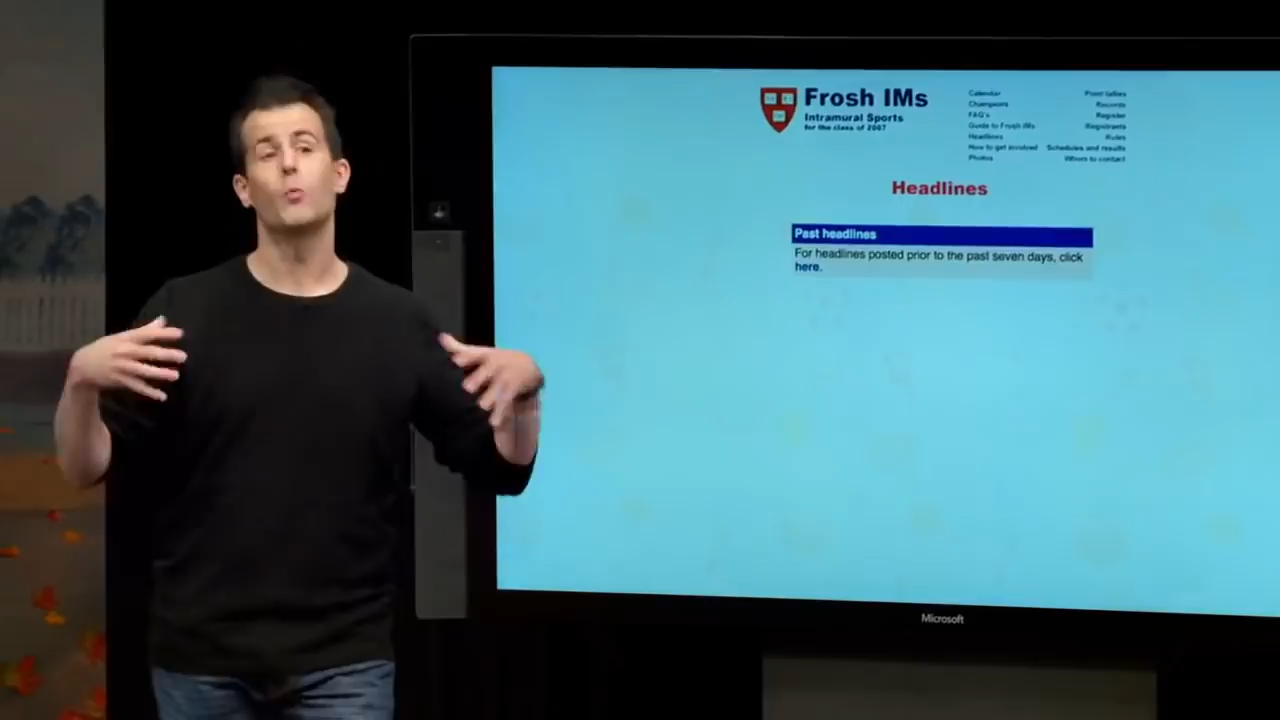 Frosh IMs
Intramural Sports
for the class of 2007
Calendar
Champions
FAQ's
Guide to Frosh IMs
Headlines
How to get involved
Photos
Point tallies
Records
Register
Registrants
Rules
Schedules and results
Whom to contact
Headlines
Past headlines
For headlines posted prior to the past seven days, click
here.
Microsoft